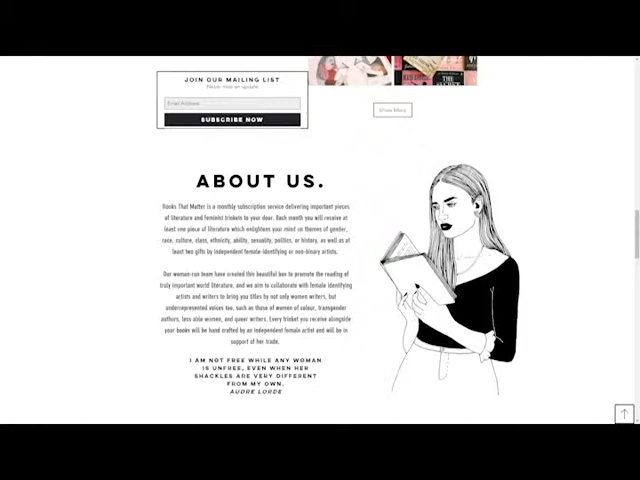 JOIN OUR MAILING LIST
Never miss an update
Email Address
SUBSCRIBE NOW
THE
SECRET
Show More
ABOUT US.
Books That Matter is a monthly subscription service delivering important pieces
of literature and feminist trinkets to your door. Each month you will receive at
least one piece of literature which enlightens your mind on themes of gender,
race, culture, class, ethnicity, ability, sexuality, politics, or history, as well as at
least two gifts by independent female-identifying or non-binary artists.
Our woman-run team have created this beautiful box to promote the reading of
truly important world literature, and we aim to collaborate with female identifying
artists and writers to bring you titles by not only women writers, but
underrepresented voices too, such as those of women of colour, transgender
authors, less able women, and queer writers. Every trinket you receive alongside
your books will be hand crafted by an independent female artist and will be in
support of her trade.
I AM NOT FREE WHILE ANY WOMAN
IS UNFREE, EVEN WHEN HER
SHACKLES ARE VERY DIFFERENT
FROM MY OWN.
AUDRE LORDE